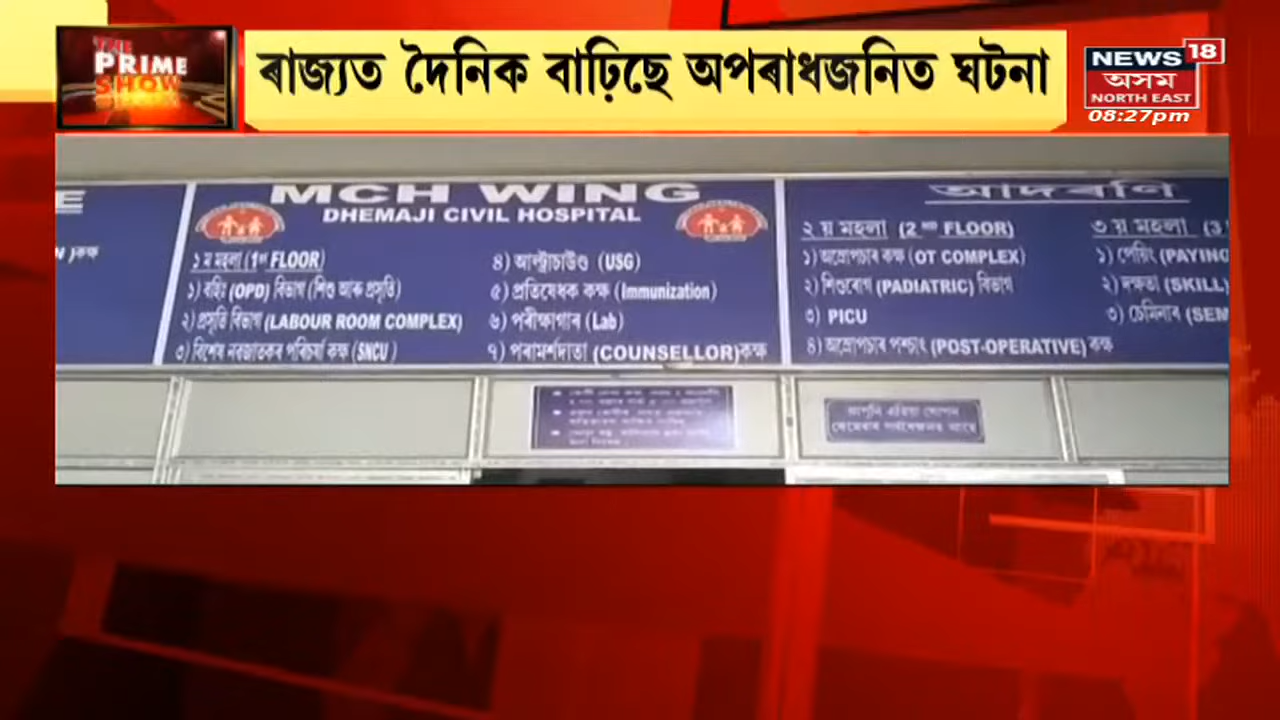 THE
PRIME
SHOW
ৰাজ্যত দৈনিক বাঢ়িছে অপৰাধজনিত ঘটনা
NEWS 18
অসম
NORTH EAST
08:27pm
MCH WING
DHEMAJI CIVIL HOSPITAL
১ম মহলা (1st FLOOR)
১) বহিঃ (OPD) বিভাগ (শিশু আৰু প্ৰসূতি)
২) প্ৰসূতি বিভাগ (LABOUR ROOM COMPLEX)
৩) বিশেষ নৱজাতকৰ পৰিচৰ্যা কক্ষ (SNCU)
৪) আল্ট্ৰাচাউণ্ড (USG)
৫) প্ৰতিষেধক কক্ষ (Immunization)
৬) পৰীক্ষাগাৰ (Lab)
৭) পৰামৰ্শদাতা (COUNSELLOR)কক্ষ
আদৰণি
২য় মহলা (2ND FLOOR)
১) অস্ত্ৰোপচাৰ কক্ষ (OT COMPLEX)
২) শিশুৰোগ (PADIATRIC) বিভাগ
৩) PICU
৪) অস্ত্ৰোপচাৰ পশ্চাৎ (POST-OPERATIVE) কক্ষ
৩য় মহলা (3
১) পেয়িং (PAYING
২) দক্ষতা (SKILL)
৩) চেমিনাৰ (SEM